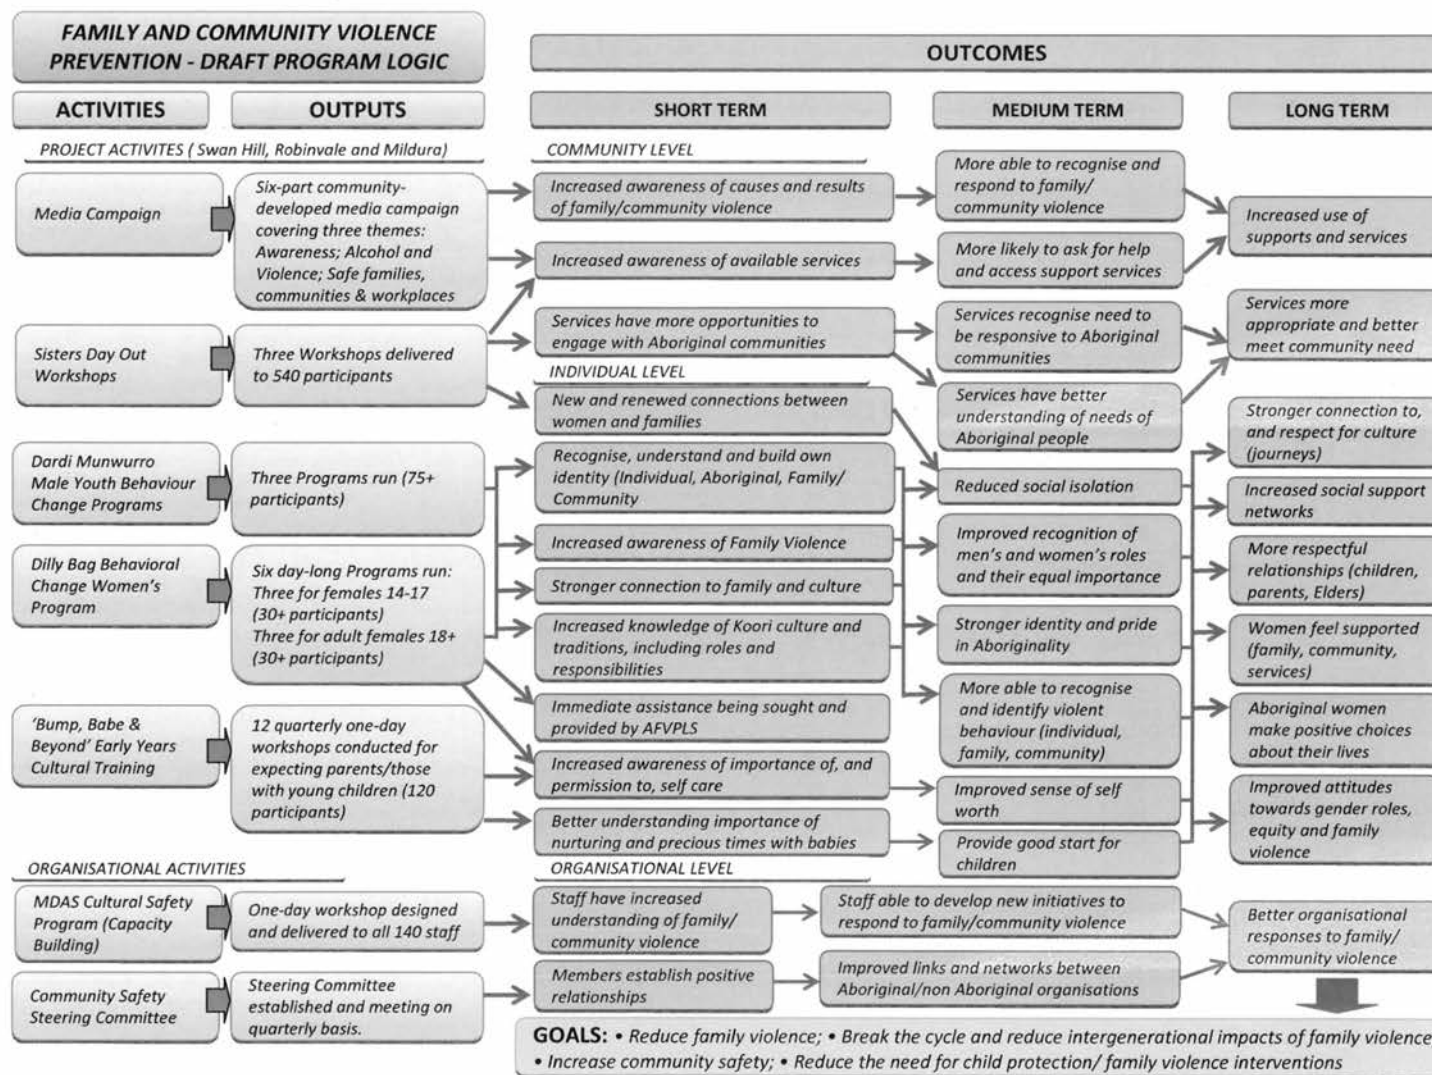 FAMILY AND COMMUNITY VIOLENCE
PREVENTION - DRAFT PROGRAM LOGIC
OUTCOMES
ACTIVITIES
OUTPUTS
SHORT TERM
MEDIUM TERM
LONG TERM
PROJECT ACTIVITES ( Swan Hill, Robinvale and Mildura)
Media Campaign
Six-part community-
developed media campaign
covering three themes:
Awareness; Alcohol and
Violence; Safe families,
communities & workplaces
Sisters Day Out
Workshops
Three Workshops delivered
to 540 participants
Dardi Munwurro
Male Youth Behaviour
Change Programs
Three Programs run (75+
participants)
Dilly Bag Behavioral
Change Women's
Program
Six day-long Programs run:
Three for females 14-17
(30+ participants)
Three for adult females 18+
(30+ participants)
'Bump, Babe &
Beyond' Early Years
Cultural Training
12 quarterly one-day
workshops conducted for
expecting parents/those
with young children (120
participants)
COMMUNITY LEVEL
Increased awareness of causes and results
of family/community violence
Increased awareness of available services
Services have more opportunities to
engage with Aboriginal communities
INDIVIDUAL LEVEL
New and renewed connections between
women and families
Recognise, understand and build own
identity (Individual, Aboriginal, Family/
Community
Increased awareness of Family Violence
Stronger connection to family and culture
Increased knowledge of Koori culture and
traditions, including roles and
responsibilities
Immediate assistance being sought and
provided by AFVPLS
Increased awareness of importance of, and
permission to, self care
Better understanding importance of
nurturing and precious times with babies
More able to recognise and
respond to family/
community violence
More likely to ask for help
and access support services
Services recognise need to
be responsive to Aboriginal
communities
Services have better
understanding of needs of
Aboriginal people
Reduced social isolation
Improved recognition of
men's and women's roles
and their equal importance
Stronger identity and pride
in Aboriginality
More able to recognise
and identify violent
behaviour (individual,
family, community)
Improved sense of self
worth
Provide good start for
children
Increased use of
supports and services
Services more
appropriate and better
meet community need
Stronger connection to,
and respect for culture
(journeys)
Increased social support
networks
More respectful
relationships (children,
parents, Elders)
Women feel supported
(family, community,
services)
Aboriginal women
make positive choices
about their lives
Improved attitudes
towards gender roles,
equity and family
violence
ORGANISATIONAL ACTIVITIES
MDAS Cultural Safety
Program (Capacity
Building)
One-day workshop designed
and delivered to all 140 staff
Community Safety
Steering Committee
Steering Committee
established and meeting on
quarterly basis.
ORGANISATIONAL LEVEL
Staff have increased
understanding of family/
community violence
Members establish positive
relationships
Staff able to develop new initiatives to
respond to family/community violence
Improved links and networks between
Aboriginal/non Aboriginal organisations
Better organisational
responses to family/
community violence
GOALS: • Reduce family violence; • Break the cycle and reduce intergenerational impacts of family violence
• Increase community safety; • Reduce the need for child protection/ family violence interventions